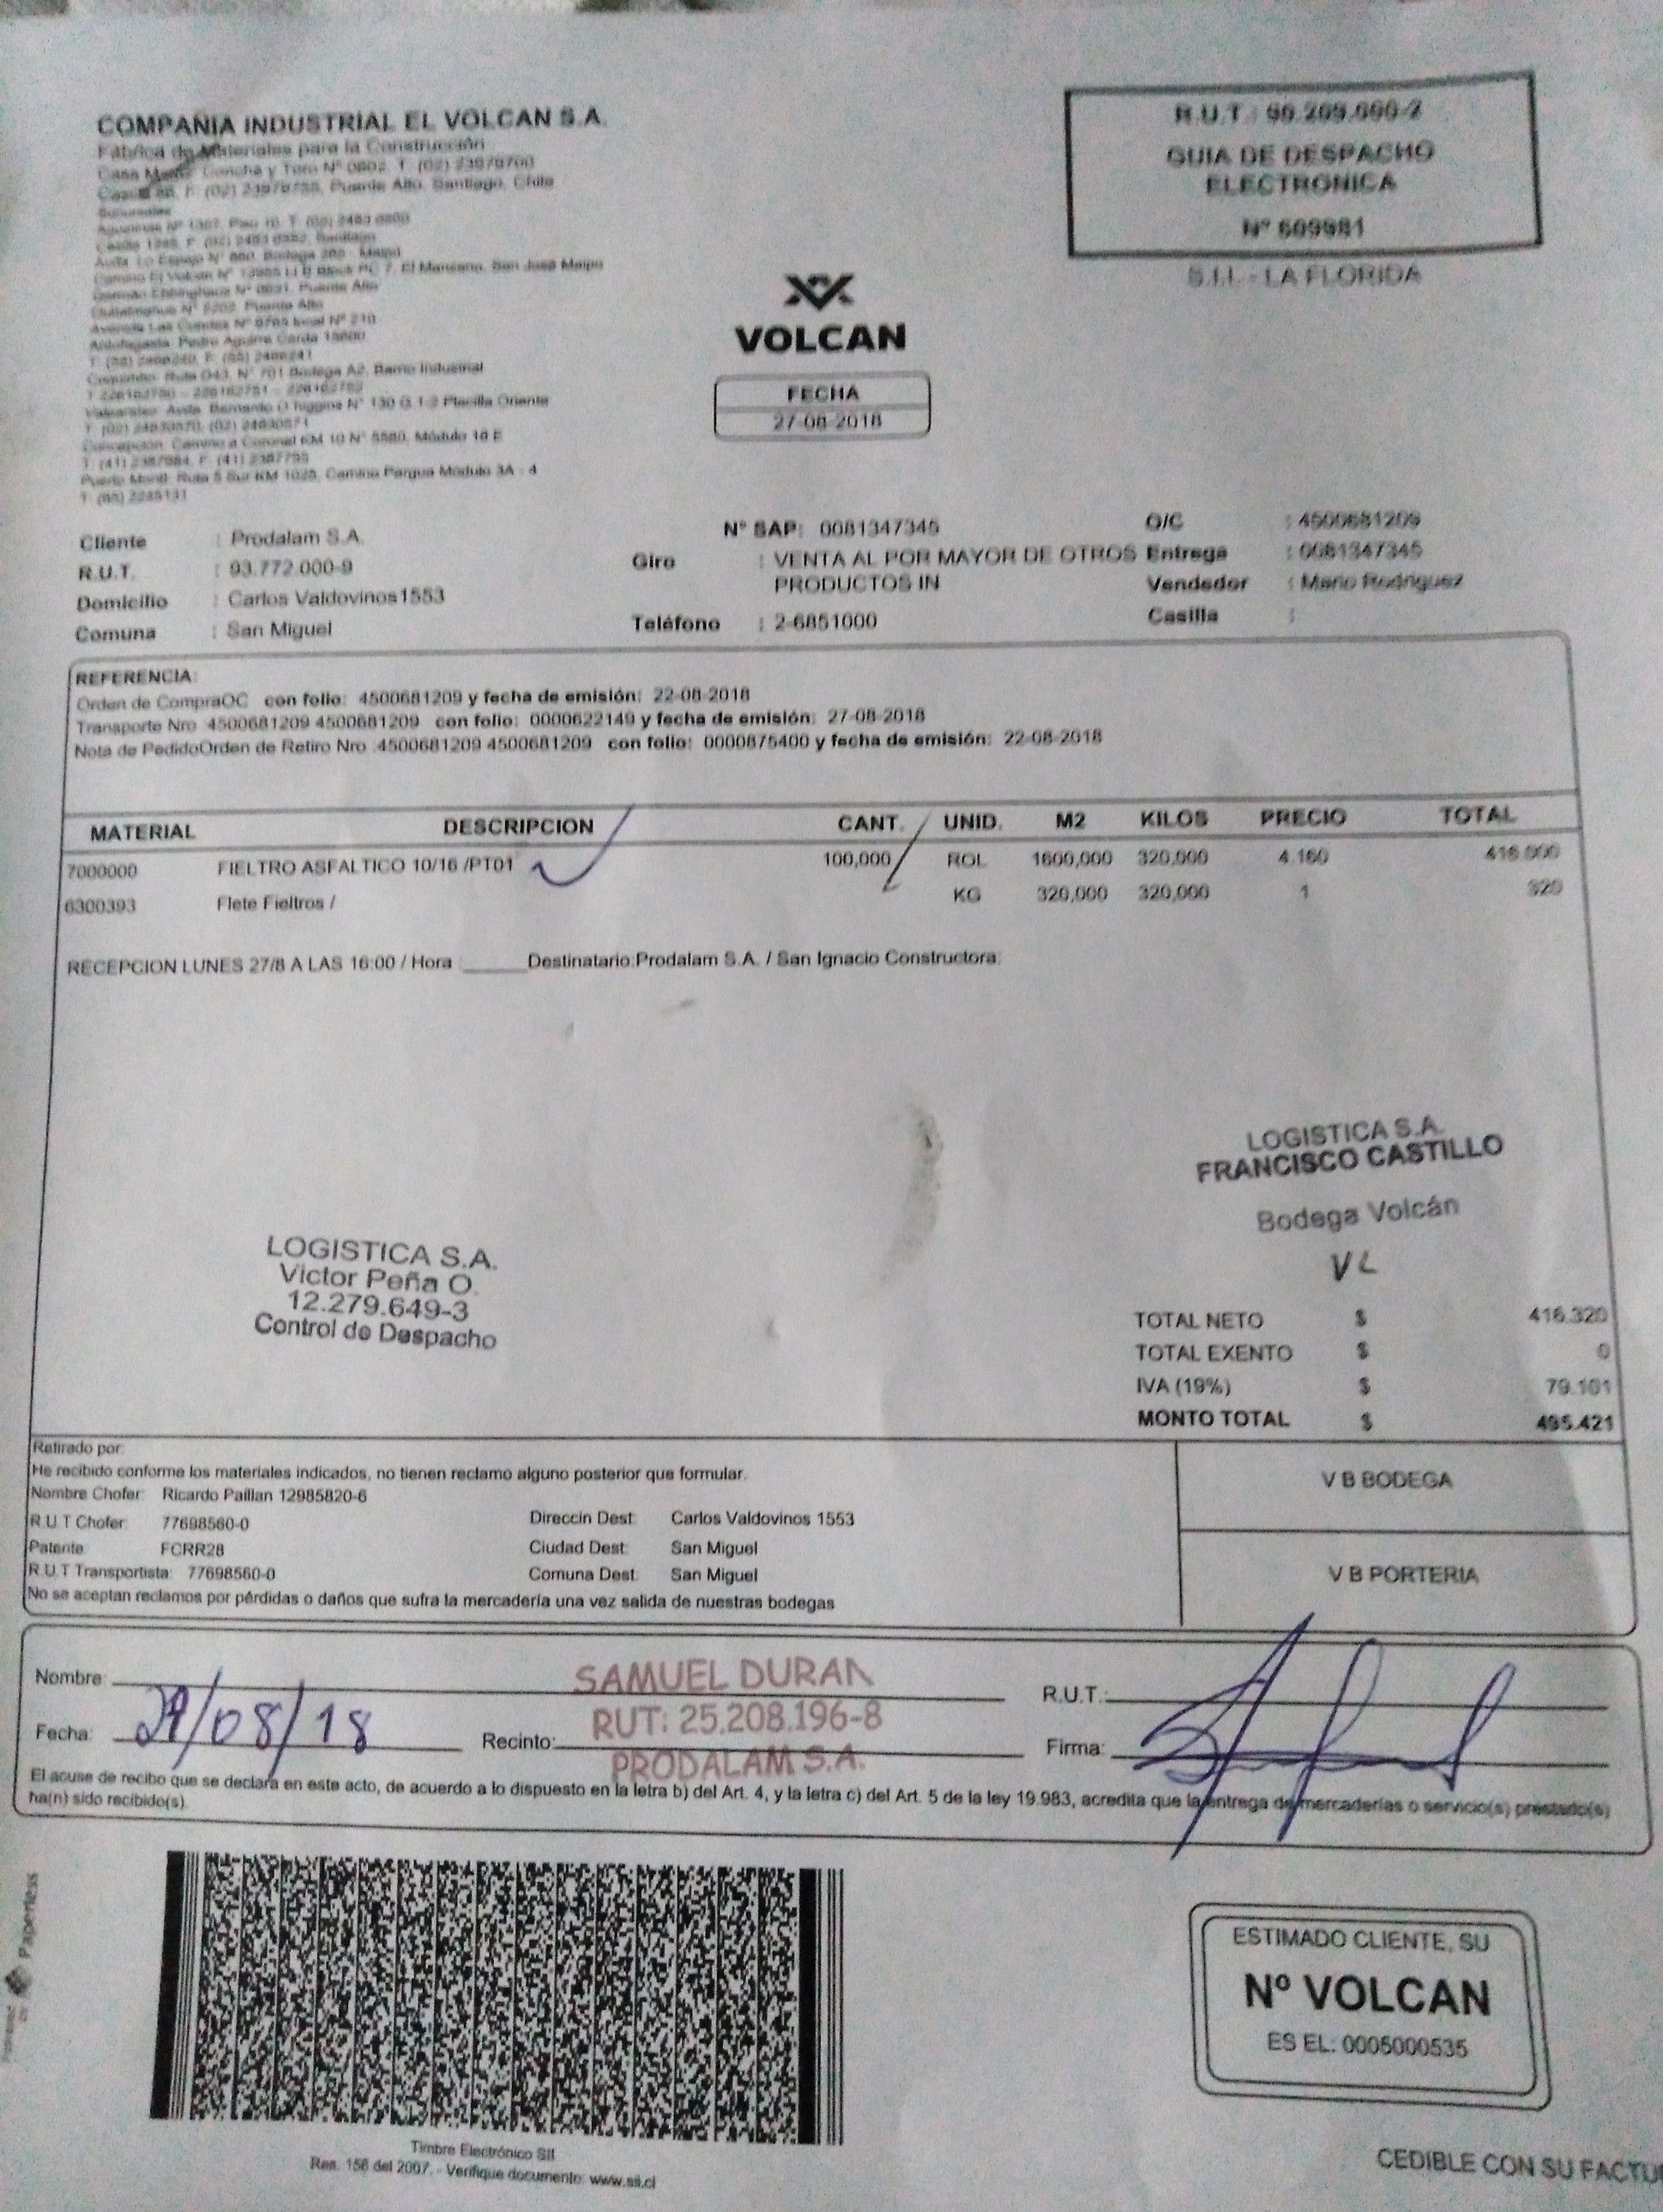 COMPAÑIA INDUSTRIAL EL VOLCAN S.A.
Fábrica de Materiales para la Construcción
Puente Alto, Santiago, Chile
R.U.T.: 90.209.000-2
GUIA DE DESPACHO
ELECTRONICA
N° 609981
S.I.I. - LA FLORIDA
VOLCAN
FECHA
27-08-2018
Cliente : Prodalam S.A.
R.U.T. : 93.772.000-9
Domicilio : Carlos Valdovinos1553
Comuna : San Miguel
N° SAP: 0081347345
Giro : VENTA AL POR MAYOR DE OTROS
PRODUCTOS IN
Teléfono : 2-6851000
O/C : 4500681209
Entrega : 0081347345
Vendedor : Mario Rodriguez
Casilla :
REFERENCIA:
Orden de CompraOC con folio: 4500681209 y fecha de emisión: 22-08-2018
Transporte Nro 4500681209 4500681209 con folio: 0000622149 y fecha de emisión: 27-08-2018
Nota de PedidoOrden de Retiro Nro 4500681209 4500681209 con folio: 0000875400 y fecha de emisión: 22-08-2018
MATERIAL DESCRIPCION CANT. UNID. M2 KILOS PRECIO TOTAL
7000000 FIELTRO ASFALTICO 10/16 /PT01 100,000 ROL 1600,000 320,000 4.160 416.000
6300393 Flete Fieltros / KG 320,000 320,000 1 320
RECEPCION LUNES 27/8 A LAS 16:00 / Hora ______Destinatario:Prodalam S.A. / San Ignacio Constructora:
LOGISTICA S.A.
FRANCISCO CASTILLO
Bodega Volcán
VL
LOGISTICA S.A.
Victor Peña O.
12.279.649-3
Control de Despacho
TOTAL NETO $ 416.320
TOTAL EXENTO $ 0
IVA (19%) $ 79.101
MONTO TOTAL $ 495.421
Retirado por:
He recibido conforme los materiales indicados, no tienen reclamo alguno posterior que formular.
Nombre Chofer: Ricardo Paillan 12985820-6
R.U.T Chofer: 77698560-0 Direccin Dest: Carlos Valdovinos 1553
Patente FCRR28 Ciudad Dest: San Miguel
R.U.T Transportista: 77698560-0 Comuna Dest: San Miguel
No se aceptan reclamos por pérdidas o daños que sufra la mercadería una vez salida de nuestras bodegas
V B BODEGA
V B PORTERIA
Nombre: SAMUEL DURAN R.U.T.:
RUT: 25.208.196-8
Fecha: 29/08/18 Recinto: Firma:
PRODALAM S.A.
El acuse de recibo que se declara en este acto, de acuerdo a lo dispuesto en la letra b) del Art. 4, y la letra c) del Art. 5 de la ley 19.983, acredita que la entrega de mercaderías o servicio(s) prestado(s)
ha(n) sido recibido(s).
Paperless
Timbre Electrónico SII
Res. 156 del 2007. - Verifique documento: www.sii.cl
ESTIMADO CLIENTE, SU
Nº VOLCAN
ES EL: 0005000535
CEDIBLE CON SU FACTU